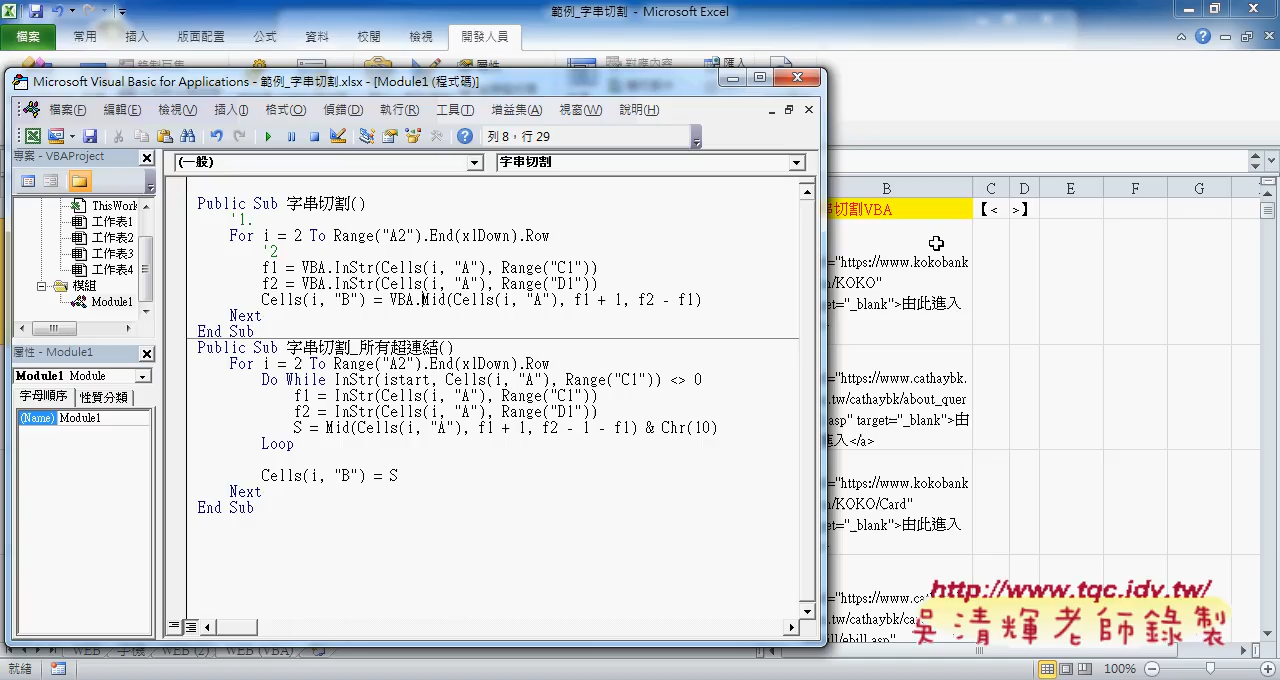 範例_字串切割 - Microsoft Excel
檔案 常用 插入 版面配置 公式 資料 校閱 檢視 開發人員
Microsoft Visual Basic for Applications - 範例_字串切割.xlsx - [Module1 (程式碼)]
檔案(F) 編輯(E) 檢視(V) 插入(I) 格式(O) 偵錯(D) 執行(R) 工具(T) 增益集(A) 視窗(W) 說明(H)
列 8，行 29
專案 - VBAProject
(一般)
字串切割
ThisWork
工作表1
工作表2
工作表3
工作表4
模組
Module1
屬性 - Module1
Module1 Module
字母順序 性質分類
(Name) Module1
Public Sub 字串切割()
'1.
For i = 2 To Range("A2").End(xlDown).Row
'2
f1 = VBA.InStr(Cells(i, "A"), Range("C1"))
f2 = VBA.InStr(Cells(i, "A"), Range("D1"))
Cells(i, "B") = VBA.Mid(Cells(i, "A"), f1 + 1, f2 - f1)
Next
End Sub
Public Sub 字串切割_所有超連結()
For i = 2 To Range("A2").End(xlDown).Row
Do While InStr(istart, Cells(i, "A"), Range("C1")) <> 0
f1 = InStr(Cells(i, "A"), Range("C1"))
f2 = InStr(Cells(i, "A"), Range("D1"))
S = Mid(Cells(i, "A"), f1 + 1, f2 - 1 - f1) & Chr(10)
Loop
Cells(i, "B") = S
Next
End Sub
B C D E F G
串切割VBA 【< >】
="https://www.kokobank
n/KOKO"
get="_blank">由此進入
="https://www.cathaybk.
.tw/cathaybk/about_quer
asp" target="_blank">由
進入</a>
="https://www.kokobank
n/KOKO/Card"
get="_blank">由此進入
http://www.tqc.idv.tw/
吳清輝老師錄製
WEB 字機 WEB (2) WEB (VBA)
就緒
100%